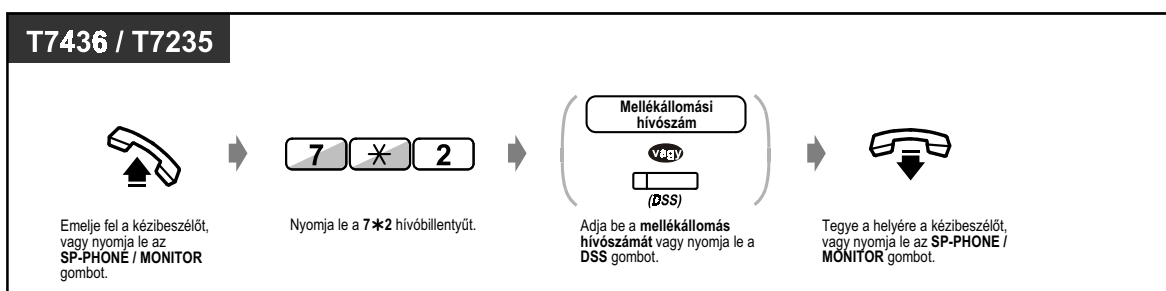 T7436 / T7235
7 ✱ 2
Mellékállomási
hívószám
vagy
(DSS)
Emelje fel a kézibeszélőt,
vagy nyomja le az
SP-PHONE / MONITOR
gombot.
Nyomja le a 7✱2 hívóbillentyűt.
Adja be a mellékállomás
hívószámát vagy nyomja le a
DSS gombot.
Tegye a helyére a kézibeszélőt,
vagy nyomja le az SP-PHONE /
MONITOR gombot.